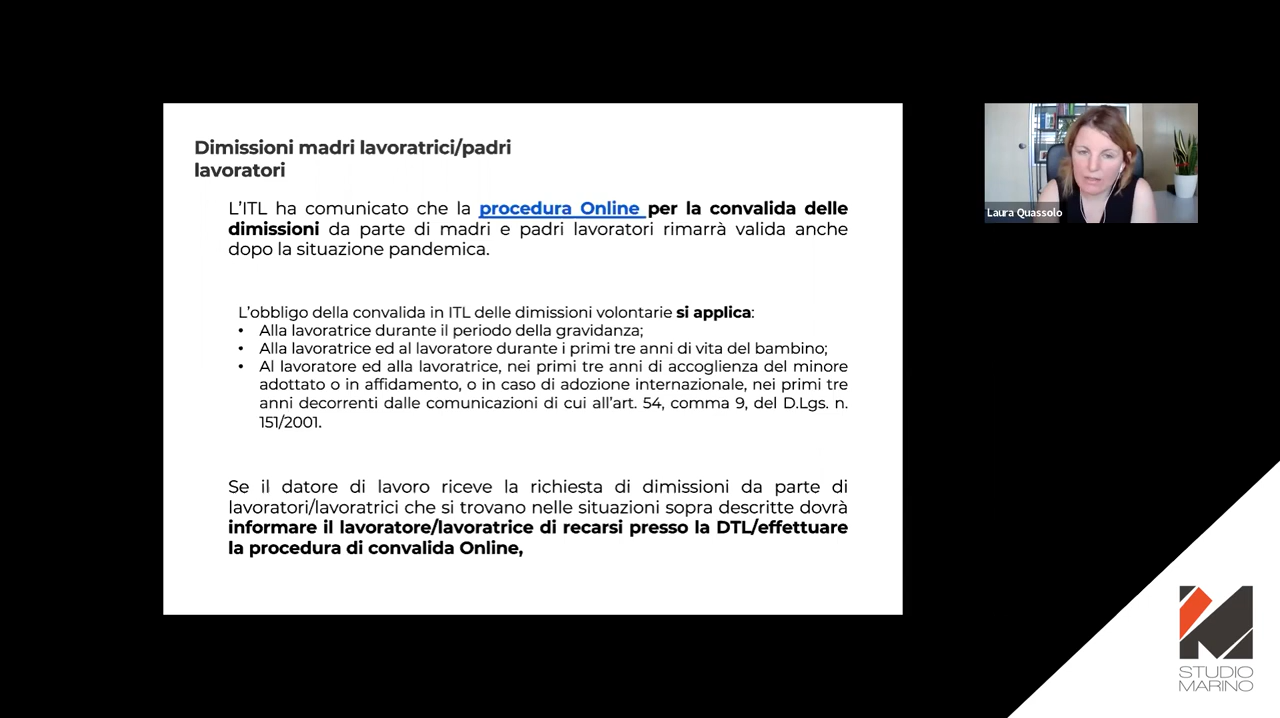 Dimissioni madri lavoratrici/padri
lavoratori
L'ITL ha comunicato che la procedura Online per la convalida delle
dimissioni da parte di madri e padri lavoratori rimarrà valida anche
dopo la situazione pandemica.
L'obbligo della convalida in ITL delle dimissioni volontarie si applica:
• Alla lavoratrice durante il periodo della gravidanza;
• Alla lavoratrice ed al lavoratore durante i primi tre anni di vita del bambino;
• Al lavoratore ed alla lavoratrice, nei primi tre anni di accoglienza del minore
adottato o in affidamento, o in caso di adozione internazionale, nei primi tre
anni decorrenti dalle comunicazioni di cui all'art. 54, comma 9, del D.Lgs. n.
151/2001.
Se il datore di lavoro riceve la richiesta di dimissioni da parte di
lavoratori/lavoratrici che si trovano nelle situazioni sopra descritte dovrà
informare il lavoratore/lavoratrice di recarsi presso la DTL/effettuare
la procedura di convalida Online,
Laura Quassolo
STUDIO
MARINO